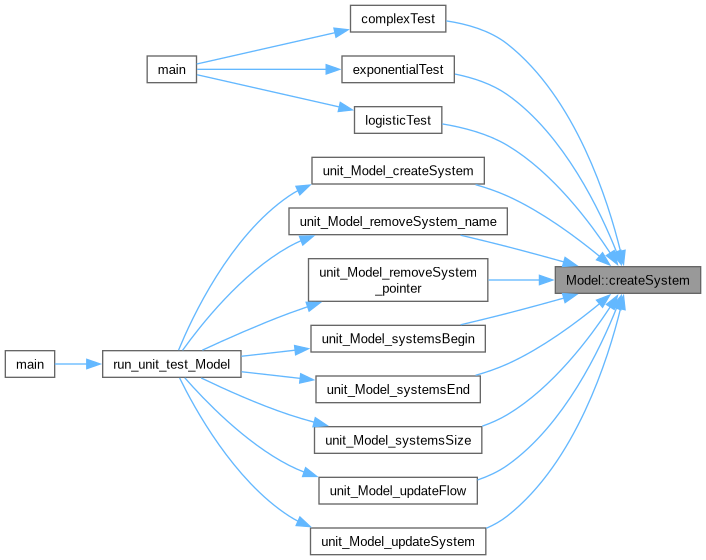 complexTest
main
exponentialTest
logisticTest
unit_Model_createSystem
unit_Model_removeSystem_name
unit_Model_removeSystem
_pointer
Model::createSystem
unit_Model_systemsBegin
main
run_unit_test_Model
unit_Model_systemsEnd
unit_Model_systemsSize
unit_Model_updateFlow
unit_Model_updateSystem